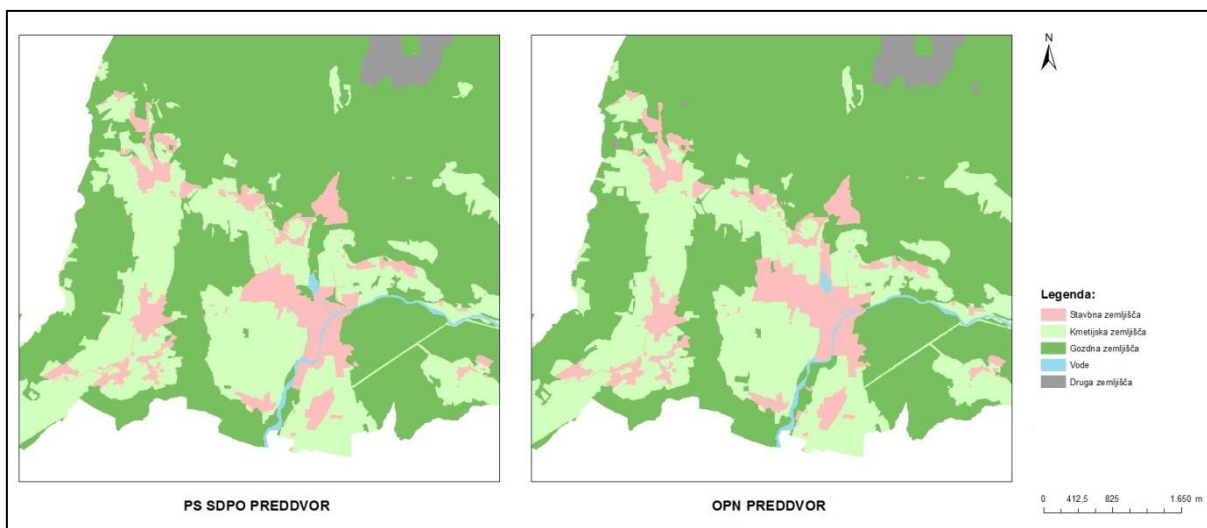 N
Legenda:
Stavbna zemljišča
Kmetijska zemljišča
Gozdna zemljišča
Vode
Druga zemljišča
0 412,5 825 1.650 m
PS SDPO PREDDVOR
OPN PREDDVOR